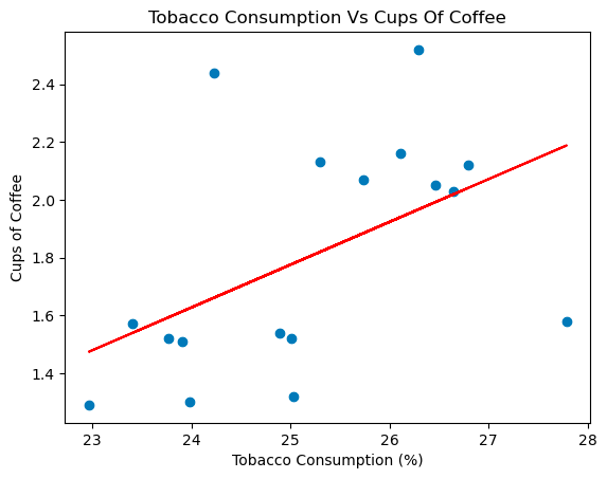 Tobacco Consumption Vs Cups Of Coffee
2.4
2.2
2.0
1.8
1.6
1.4
Cups of Coffee
23 24 25 26 27 28
Tobacco Consumption (%)